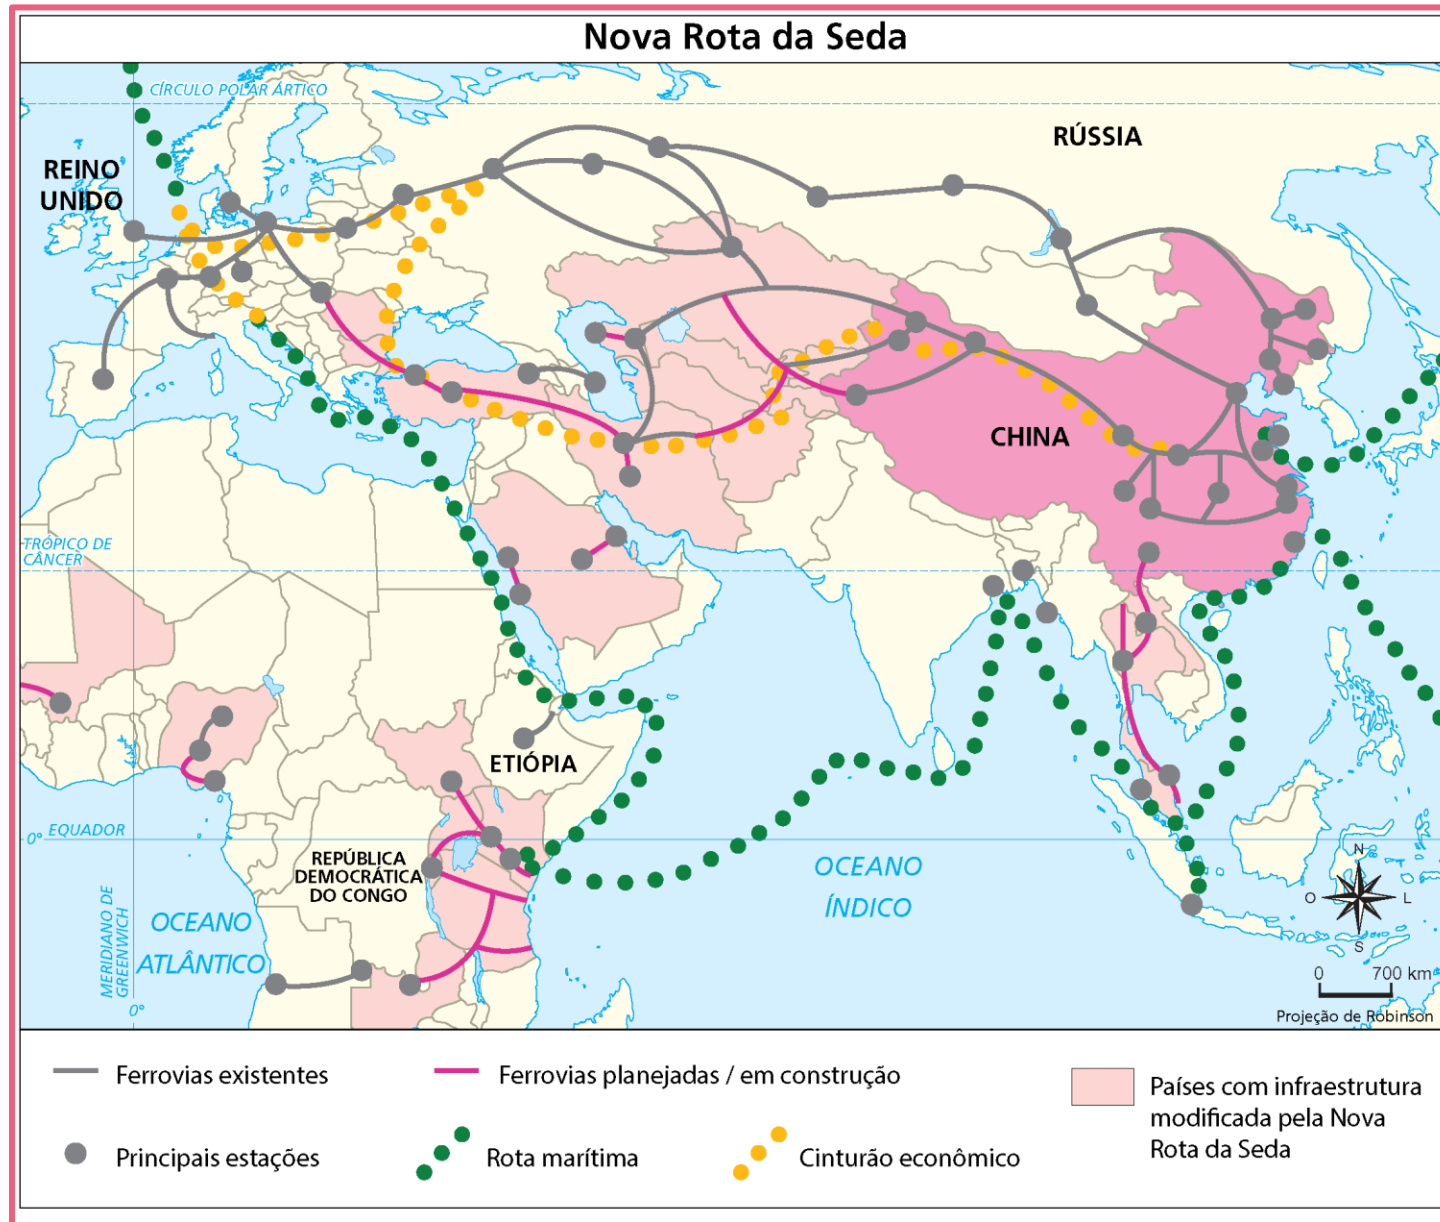 Nova Rota da Seda
CÍRCULO POLAR ÁRTICO
RÚSSIA
REINO
UNIDO
CHINA
TRÓPICO DE
CÂNCER
ETIÓPIA
0° EQUADOR
REPÚBLICA
DEMOCRÁTICA
DO CONGO
OCEANO
ÍNDICO
OCEANO
ATLÂNTICO
MERIDIANO DE
GREENWICH
0°
N
O
L
S
0 700 km
Projeção de Robinson
Ferrovias existentes
Ferrovias planejadas / em construção
Países com infraestrutura
modificada pela Nova
Rota da Seda
Principais estações
Rota marítima
Cinturão econômico